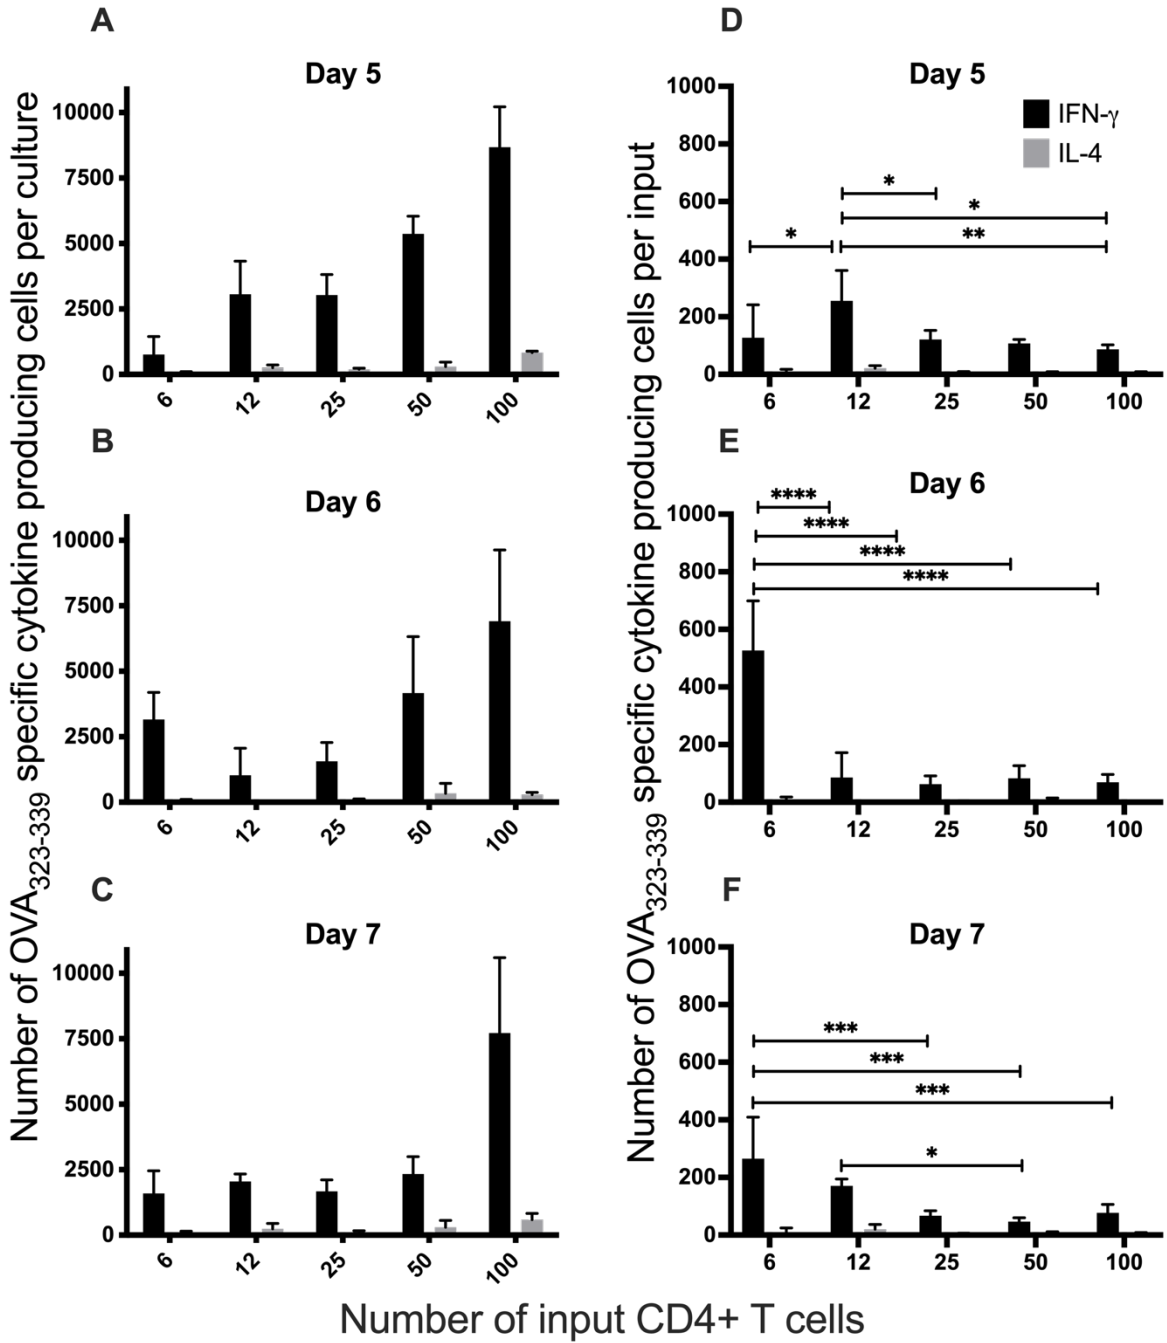 A
Day 5
10000
7500
5000
2500
0
6 12 25 50 100
B
Day 6
10000
7500
5000
2500
0
6 12 25 50 100
C
Day 7
10000
7500
5000
2500
0
6 12 25 50 100
Number of OVA323-339 specific cytokine producing cells per culture
D
Day 5
IFN-γ
IL-4
1000
800
600
400
200
0
*
*
*
**
6 12 25 50 100
E
Day 6
1000
800
600
400
200
0
****
****
****
****
6 12 25 50 100
F
Day 7
1000
800
600
400
200
0
***
***
***
*
6 12 25 50 100
Number of OVA323-339 specific cytokine producing cells per input
Number of input CD4+ T cells